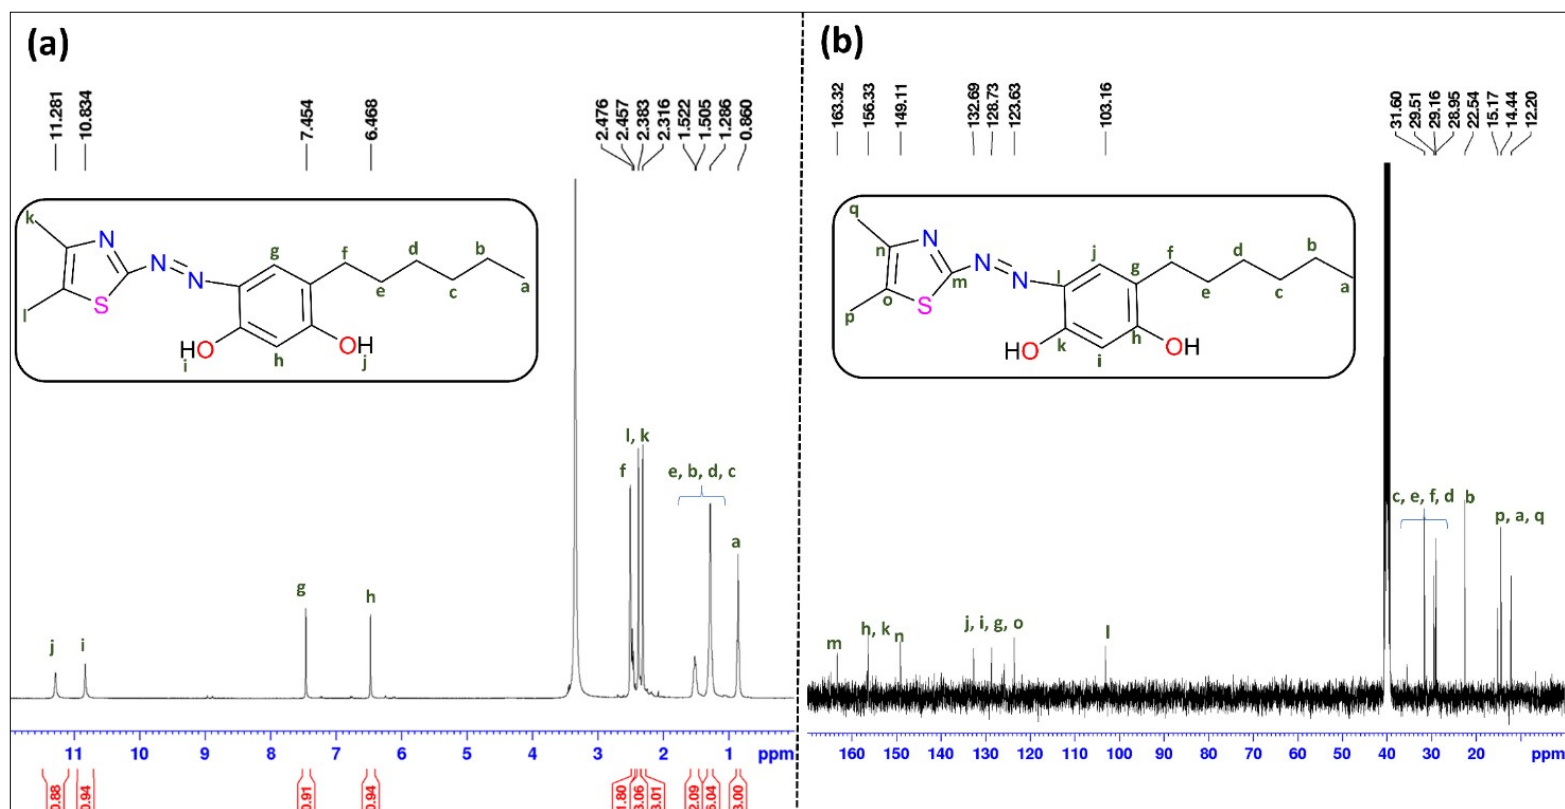 (a)
11.281
10.834
7.454
6.468
2.476
2.457
2.383
2.316
1.522
1.505
1.286
0.860
k
N
N
N
S
l
g
f
d
b
e
c
a
HO
i
h
OH
j
l, k
f
e, b, d, c
a
g
h
j
i
11 10 9 8 7 6 5 4 3 2 1 ppm
0.88
0.94
0.91
0.94
1.80
3.06
3.01
2.09
6.04
3.00
(b)
163.32
156.33
149.11
132.69
128.73
123.63
103.16
31.60
29.51
29.16
28.95
22.54
15.17
14.44
12.20
q
n
N
N
N
m
S
o
p
j
g
f
d
b
l
e
c
a
HO
k
i
h
OH
c, e, f, d
b
p, a, q
m
h, k
n
j, i, g, o
l
160 150 140 130 120 110 100 90 80 70 60 50 40 30 20 ppm